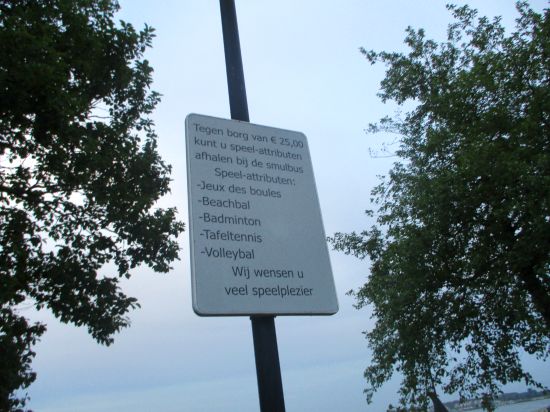 Tegen borg van € 25,00
kunt u speel-attributen
afhalen bij de smulbus
Speel-attributen:
-Jeux des boules
-Beachbal
-Badminton
-Tafeltennis
-Volleybal
Wij wensen u
veel speelplezier